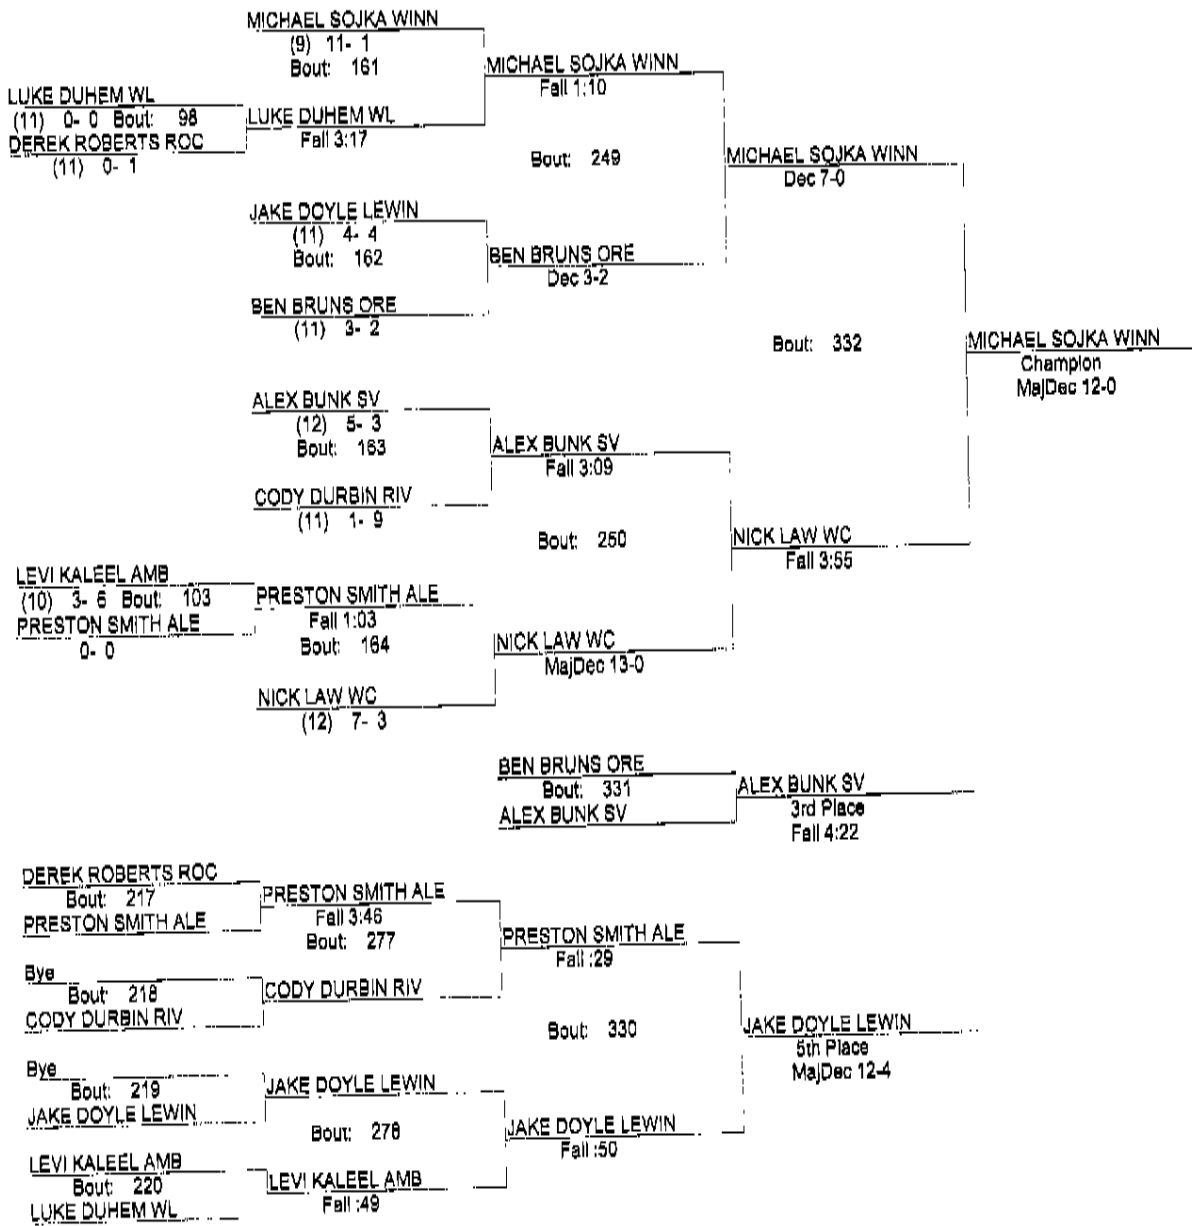 MICHAEL SOJKA WINN
(9) 11- 1
Bout: 161
MICHAEL SOJKA WINN
Fall 1:10
LUKE DUHEM WL
(11) 0- 0 Bout: 98
LUKE DUHEM WL
Fall 3:17
DEREK ROBERTS ROC
(11) 0- 1
Bout: 249
MICHAEL SOJKA WINN
Dec 7-0
JAKE DOYLE LEWIN
(11) 4- 4
Bout: 162
BEN BRUNS ORE
Dec 3-2
BEN BRUNS ORE
(11) 3- 2
Bout: 332
MICHAEL SOJKA WINN
Champion
MajDec 12-0
ALEX BUNK SV
(12) 5- 3
Bout: 163
ALEX BUNK SV
Fall 3:09
CODY DURBIN RIV
(11) 1- 9
Bout: 250
NICK LAW WC
Fall 3:55
LEVI KALEEL AMB
(10) 3- 6 Bout: 103
PRESTON SMITH ALE
Fall 1:03
PRESTON SMITH ALE
0- 0
Bout: 164
NICK LAW WC
MajDec 13-0
NICK LAW WC
(12) 7- 3
BEN BRUNS ORE
Bout: 331
ALEX BUNK SV
ALEX BUNK SV
3rd Place
Fall 4:22
DEREK ROBERTS ROC
Bout: 217
PRESTON SMITH ALE
PRESTON SMITH ALE
Fall 3:46
Bout: 277
PRESTON SMITH ALE
Fall :29
Bye
Bout: 218
CODY DURBIN RIV
CODY DURBIN RIV
Bout: 330
JAKE DOYLE LEWIN
5th Place
MajDec 12-4
Bye
Bout: 219
JAKE DOYLE LEWIN
JAKE DOYLE LEWIN
Bout: 278
JAKE DOYLE LEWIN
Fall :50
LEVI KALEEL AMB
Bout: 220
LUKE DUHEM WL
LEVI KALEEL AMB
Fall :49